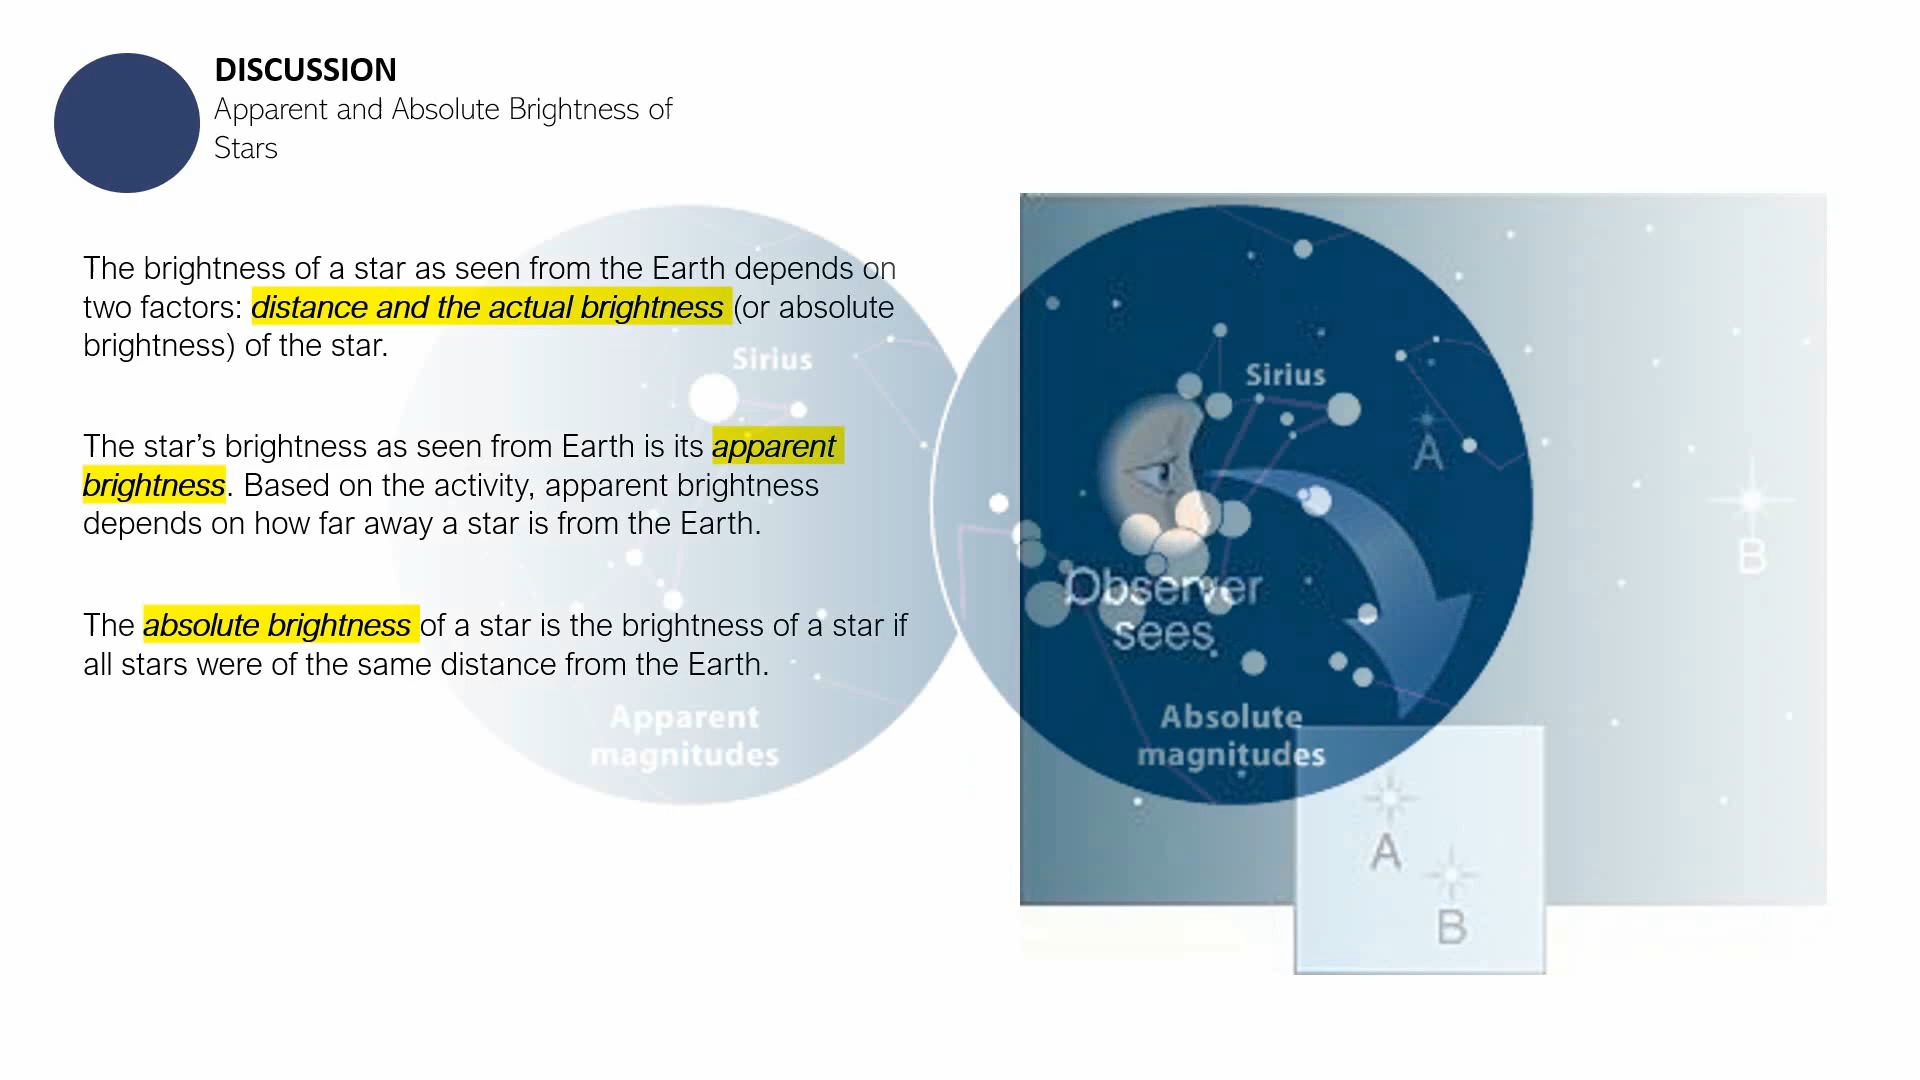 DISCUSSION
Apparent and Absolute Brightness of
Stars
The brightness of a star as seen from the Earth depends on
two factors: distance and the actual brightness (or absolute
brightness) of the star.
The star’s brightness as seen from Earth is its apparent
brightness. Based on the activity, apparent brightness
depends on how far away a star is from the Earth.
The absolute brightness of a star is the brightness of a star if
all stars were of the same distance from the Earth.
Sirius
Apparent
magnitudes
Sirius
A
B
Observer
sees
Absolute
magnitudes
A
B